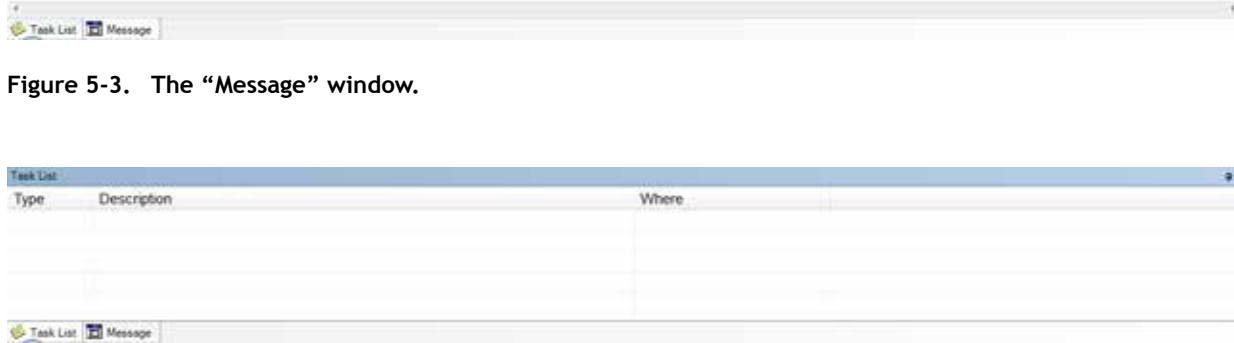 Task List Message
Figure 5-3. The “Message” window.
Task List
Type Description Where
Task List Message